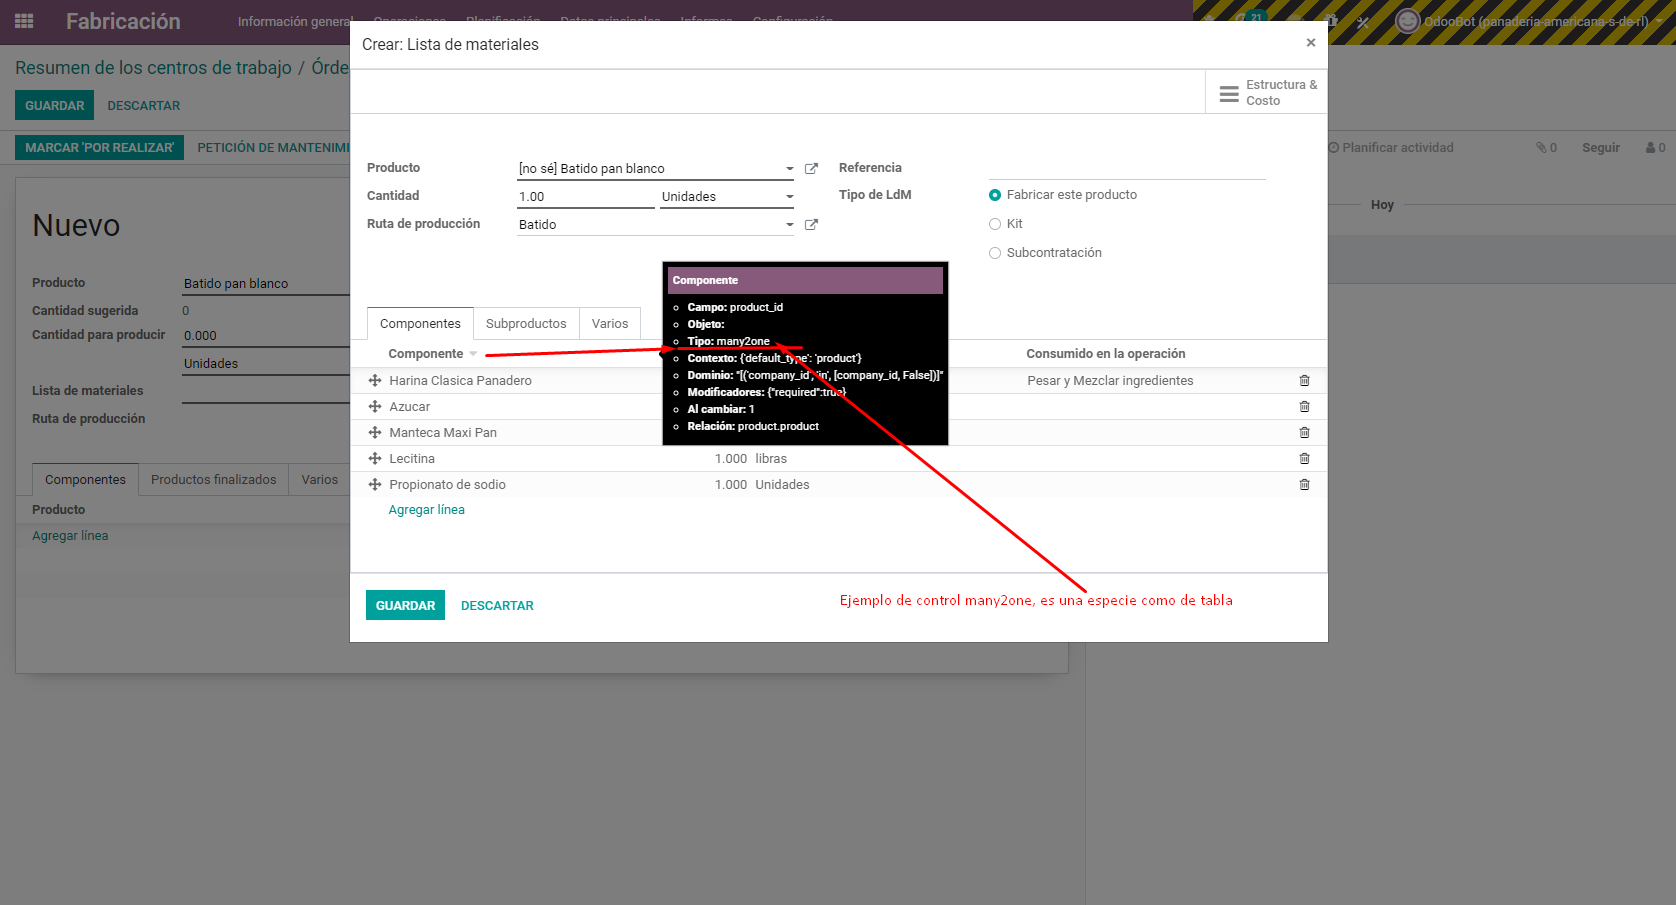 Fabricación
Información general
21
OdooBot (panaderia-americana-s-de-rl)
Crear: Lista de materiales
×
Resumen de los centros de trabajo / Órde
GUARDAR DESCARTAR
Estructura &
Costo
MARCAR 'POR REALIZAR' PETICIÓN DE MANTENIMI
Planificar actividad 0 Seguir 0
Producto [no sé] Batido pan blanco Referencia
Cantidad 1.00 Unidades Tipo de LdM Fabricar este producto
Ruta de producción Batido Kit
Subcontratación
Hoy
Nuevo
Producto Batido pan blanco
Cantidad sugerida 0
Cantidad para producir 0.000
Unidades
Lista de materiales
Ruta de producción
Componentes Productos finalizados Varios
Producto
Agregar línea
Componentes Subproductos Varios
Componente Consumido en la operación
Harina Clasica Panadero Pesar y Mezclar ingredientes
Azucar
Manteca Maxi Pan
Lecitina 1.000 libras
Propionato de sodio 1.000 Unidades
Agregar línea
Componente
Campo: product_id
Objeto:
Tipo: many2one
Contexto: {'default_type': 'product'}
Dominio: "[('company_id', 'in', [company_id, False])]"
Modificadores: {"required":true}
Al cambiar: 1
Relación: product.product
GUARDAR DESCARTAR
Ejemplo de control many2one, es una especie como de tabla